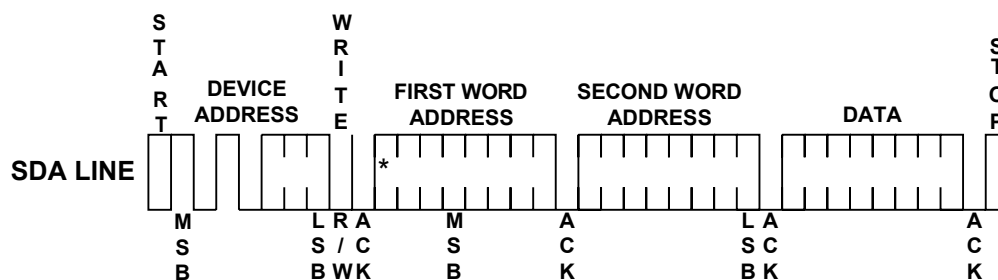 START
WRITE
STOP
DEVICE
ADDRESS
FIRST WORD
ADDRESS
SECOND WORD
ADDRESS
DATA
SDA LINE
*
MSB
LSB
R/W
ACK
MSB
ACK
LSB
ACK
ACK